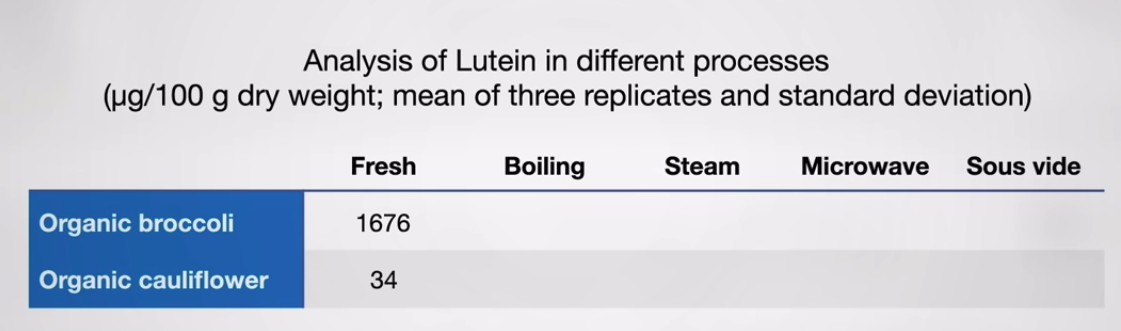 Analysis of Lutein in different processes
(µg/100 g dry weight; mean of three replicates and standard deviation)
Fresh Boiling Steam Microwave Sous vide
Organic broccoli 1676
Organic cauliflower 34